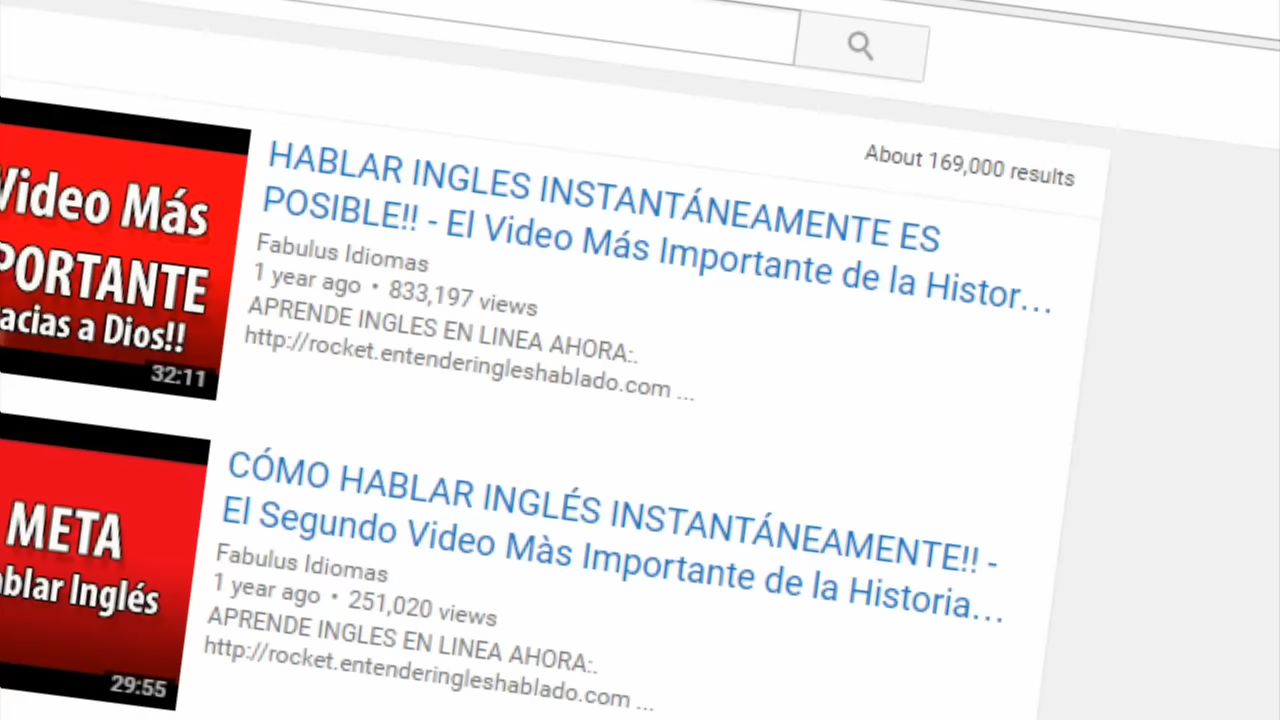 About 169,000 results
Video Más
PORTANTE
acias a Dios!!
32:11
HABLAR INGLES INSTANTÁNEAMENTE ES
POSIBLE!! - El Video Más Importante de la Histor...
Fabulus Idiomas
1 year ago • 833,197 views
APRENDE INGLES EN LINEA AHORA:.
http://rocket.entenderingleshablado.com ...
META
ablar Inglés
29:55
CÓMO HABLAR INGLÉS INSTANTÁNEAMENTE!! -
El Segundo Video Màs Importante de la Historia...
Fabulus Idiomas
1 year ago • 251,020 views
APRENDE INGLES EN LINEA AHORA:.
http://rocket.entenderingleshablado.com ...